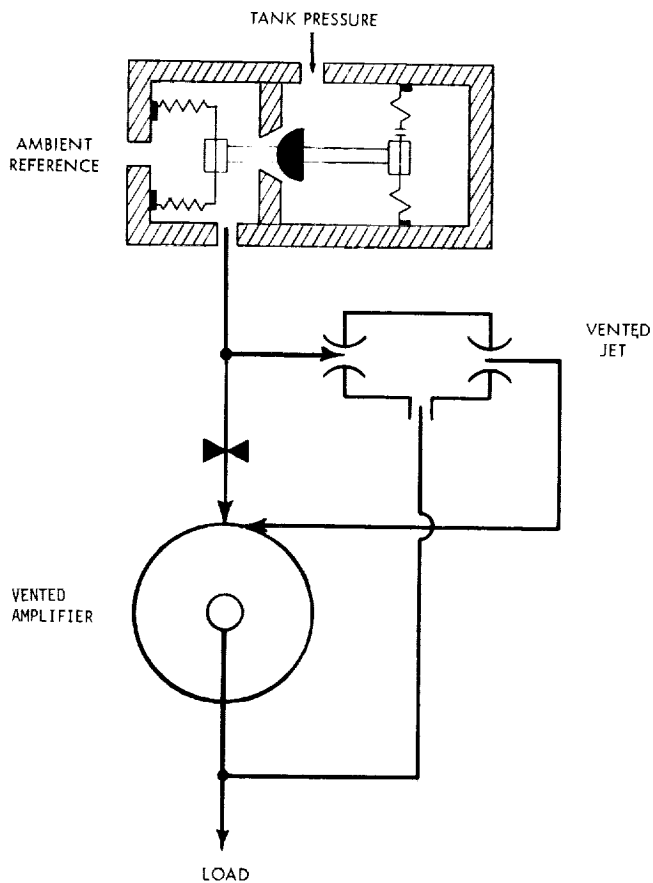 TANK PRESSURE
AMBIENT
REFERENCE
VENTED
JET
VENTED
AMPLIFIER
LOAD